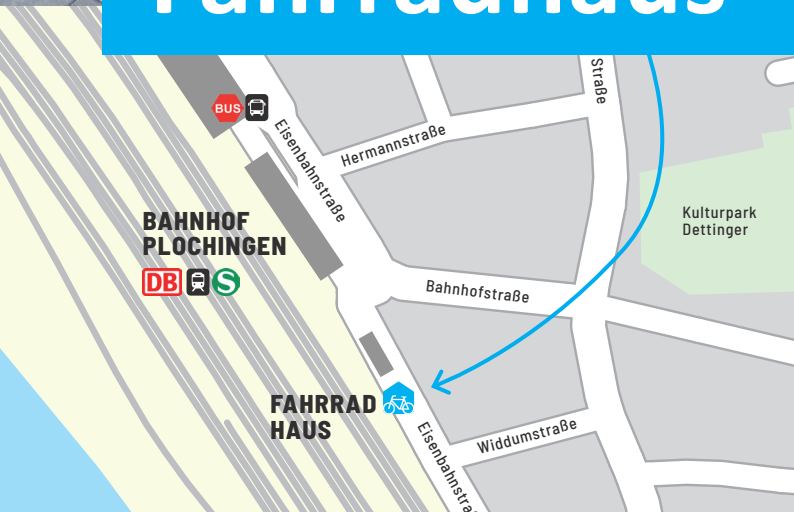 Fahrradhaus
Straße
BUS
Eisenbahnstraße
Hermannstraße
Kulturpark
Dettinger
BAHNHOF
PLOCHINGEN
DB
S
Bahnhofstraße
FAHRRAD
HAUS
Eisenbahnstra
Widdumstraße